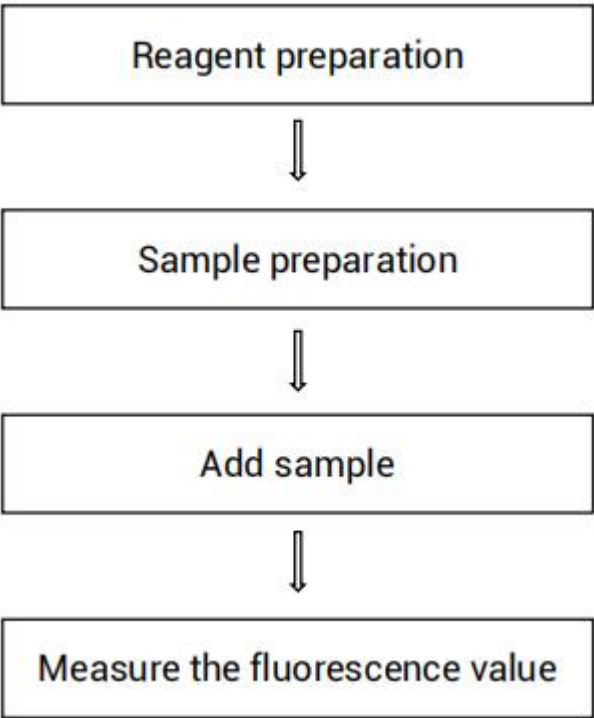 Reagent preparation
Sample preparation
Add sample
Measure the fluorescence value